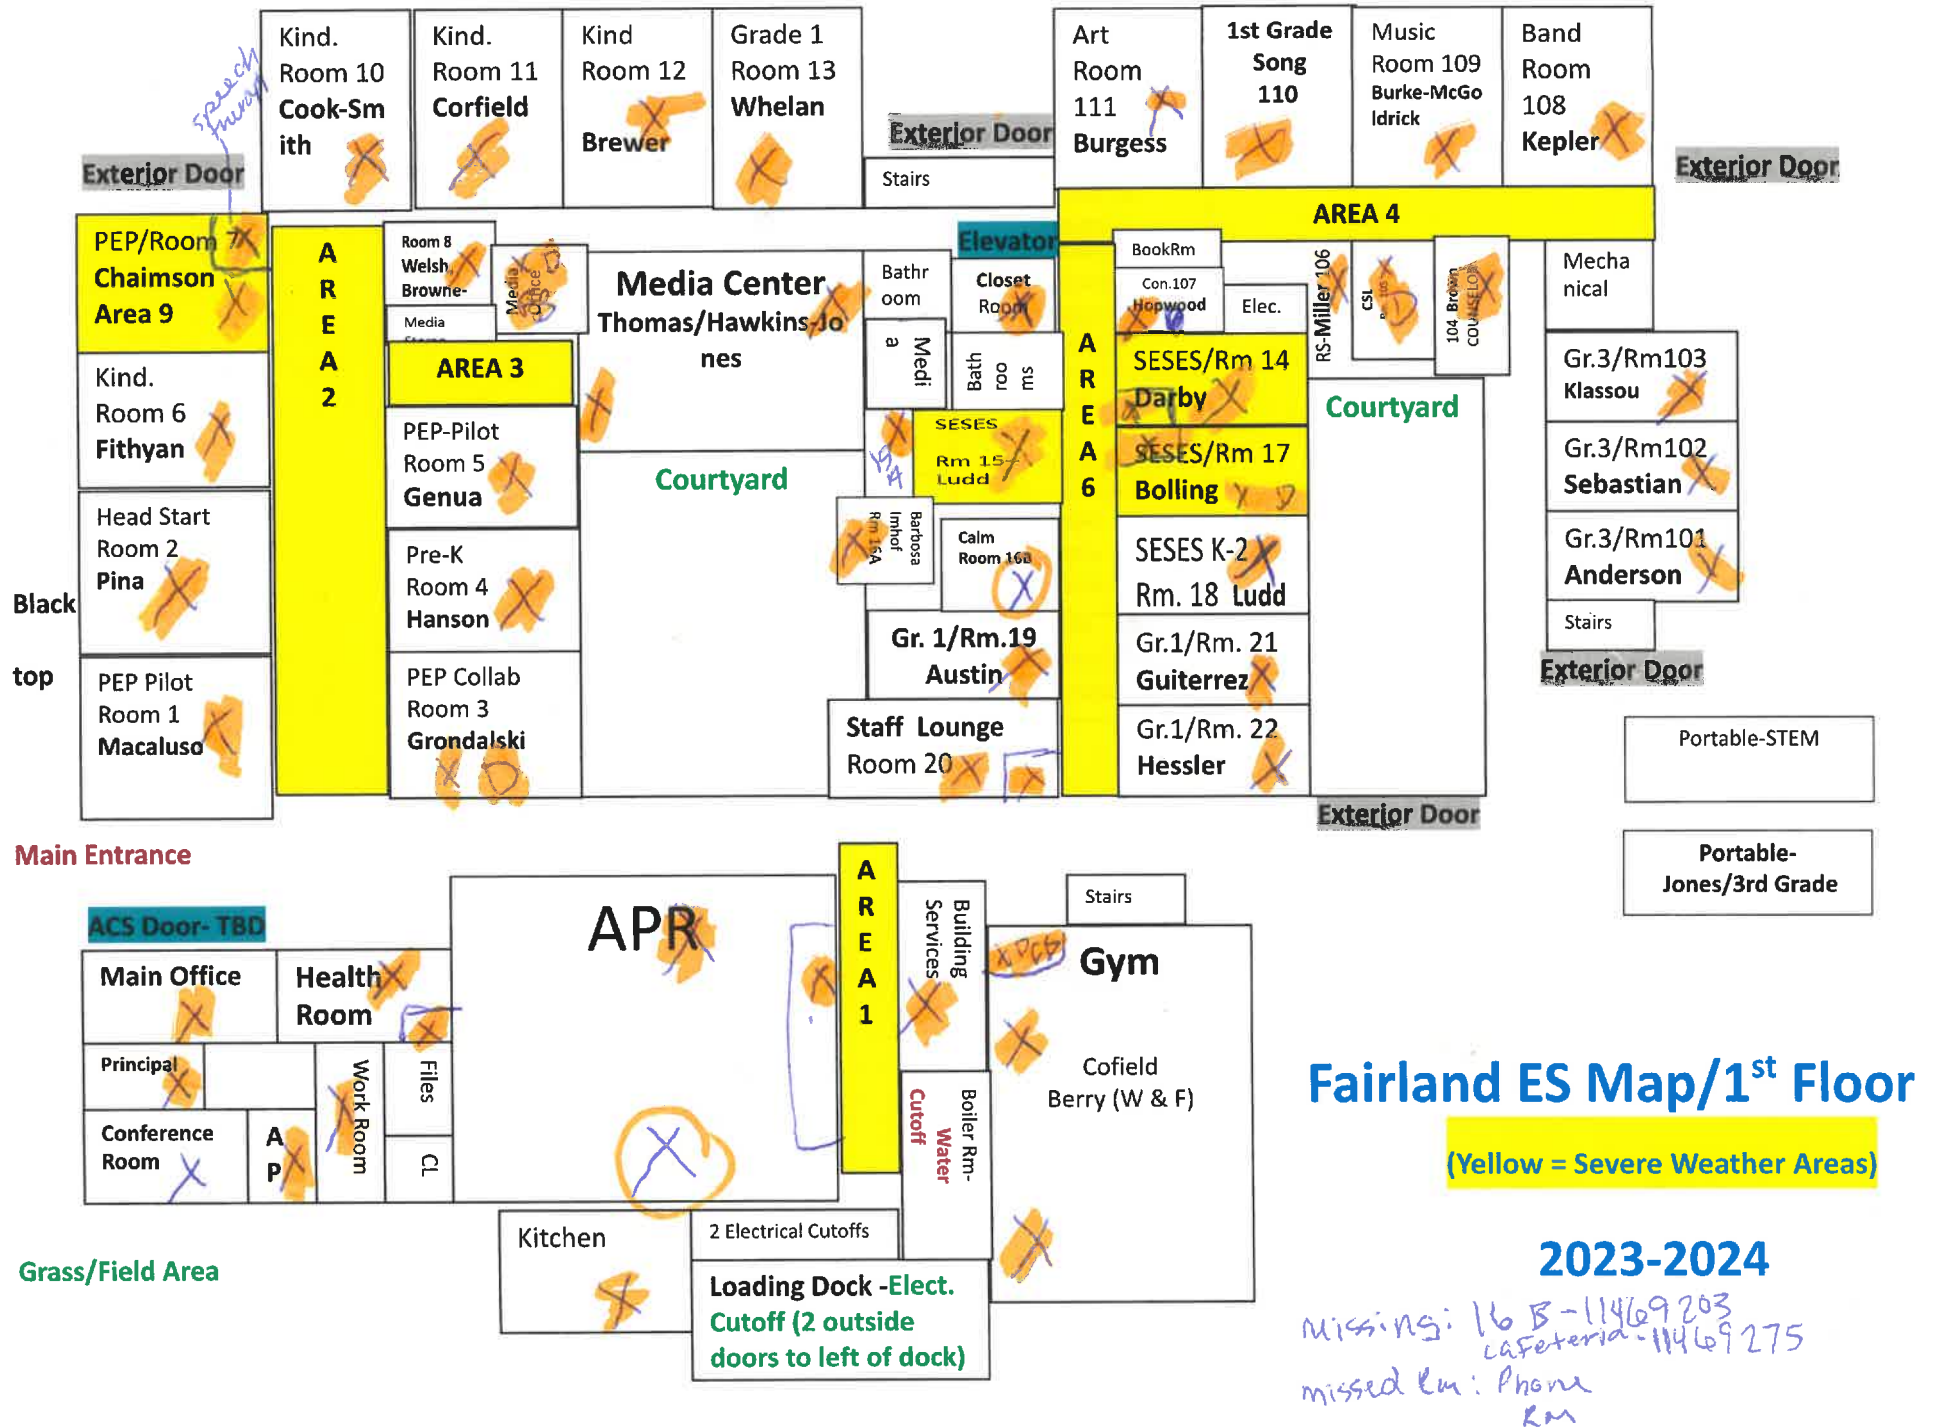 Kind.
Room 10
Cook-Sm
ith
Kind.
Room 11
Corfield
Kind
Room 12
Brewer
Grade 1
Room 13
Whelan
Exterior Door
Stairs
Art
Room
111
Burgess
1st Grade
Song
110
Music
Room 109
Burke-McGo
ldrick
Band
Room
108
Kepler
Exterior Door
speech
therapy
Exterior Door
AREA 4
PEP/Room 7
Chaimson
Area 9
AREA 2
Room 8
Welsh,
Browne-
Media
Office
Media
AREA 3
Media Center
Thomas/Hawkins-Jo
nes
Bathr
oom
Elevator
Closet
Room
Medi
a
Bath
roo
ms
BookRm
Con.107
Hopwood
Elec.
RS-Miller 106
CSL
104 Brown
COUNSELOR
Mecha
nical
Kind.
Room 6
Fithyan
PEP-Pilot
Room 5
Genua
Courtyard
SESES
Rm 15-
Ludd
19A
AREA 6
SESES/Rm 14
Darby
SESES/Rm 17
Bolling
Courtyard
Gr.3/Rm103
Klassou
Gr.3/Rm102
Sebastian
Gr.3/Rm101
Anderson
Stairs
Exterior Door
Head Start
Room 2
Pina
Black
top
Pre-K
Room 4
Hanson
Barbosa
Imhof
Rm 16A
Calm
Room 16B
SESES K-2
Rm. 18 Ludd
Gr. 1/Rm.19
Austin
Gr.1/Rm. 21
Guiterrez
PEP Pilot
Room 1
Macaluso
PEP Collab
Room 3
Grondalski
Staff Lounge
Room 20
Gr.1/Rm. 22
Hessler
Exterior Door
Portable-STEM
Portable-
Jones/3rd Grade
Main Entrance
ACS Door- TBD
Main Office
Health
Room
Principal
Conference
Room
A
P
Work Room
Files
CL
APR
AREA 1
Building
Services
Boiler Rm-
Water
Cutoff
Stairs
DCB
Gym
Cofield
Berry (W & F)
Grass/Field Area
Kitchen
2 Electrical Cutoffs
Loading Dock -Elect.
Cutoff (2 outside
doors to left of dock)
Fairland ES Map/1st Floor
(Yellow = Severe Weather Areas)
2023-2024
Missing: 16 B-11469203
cafeteria-11469275
missed Rm: Phone
Rm